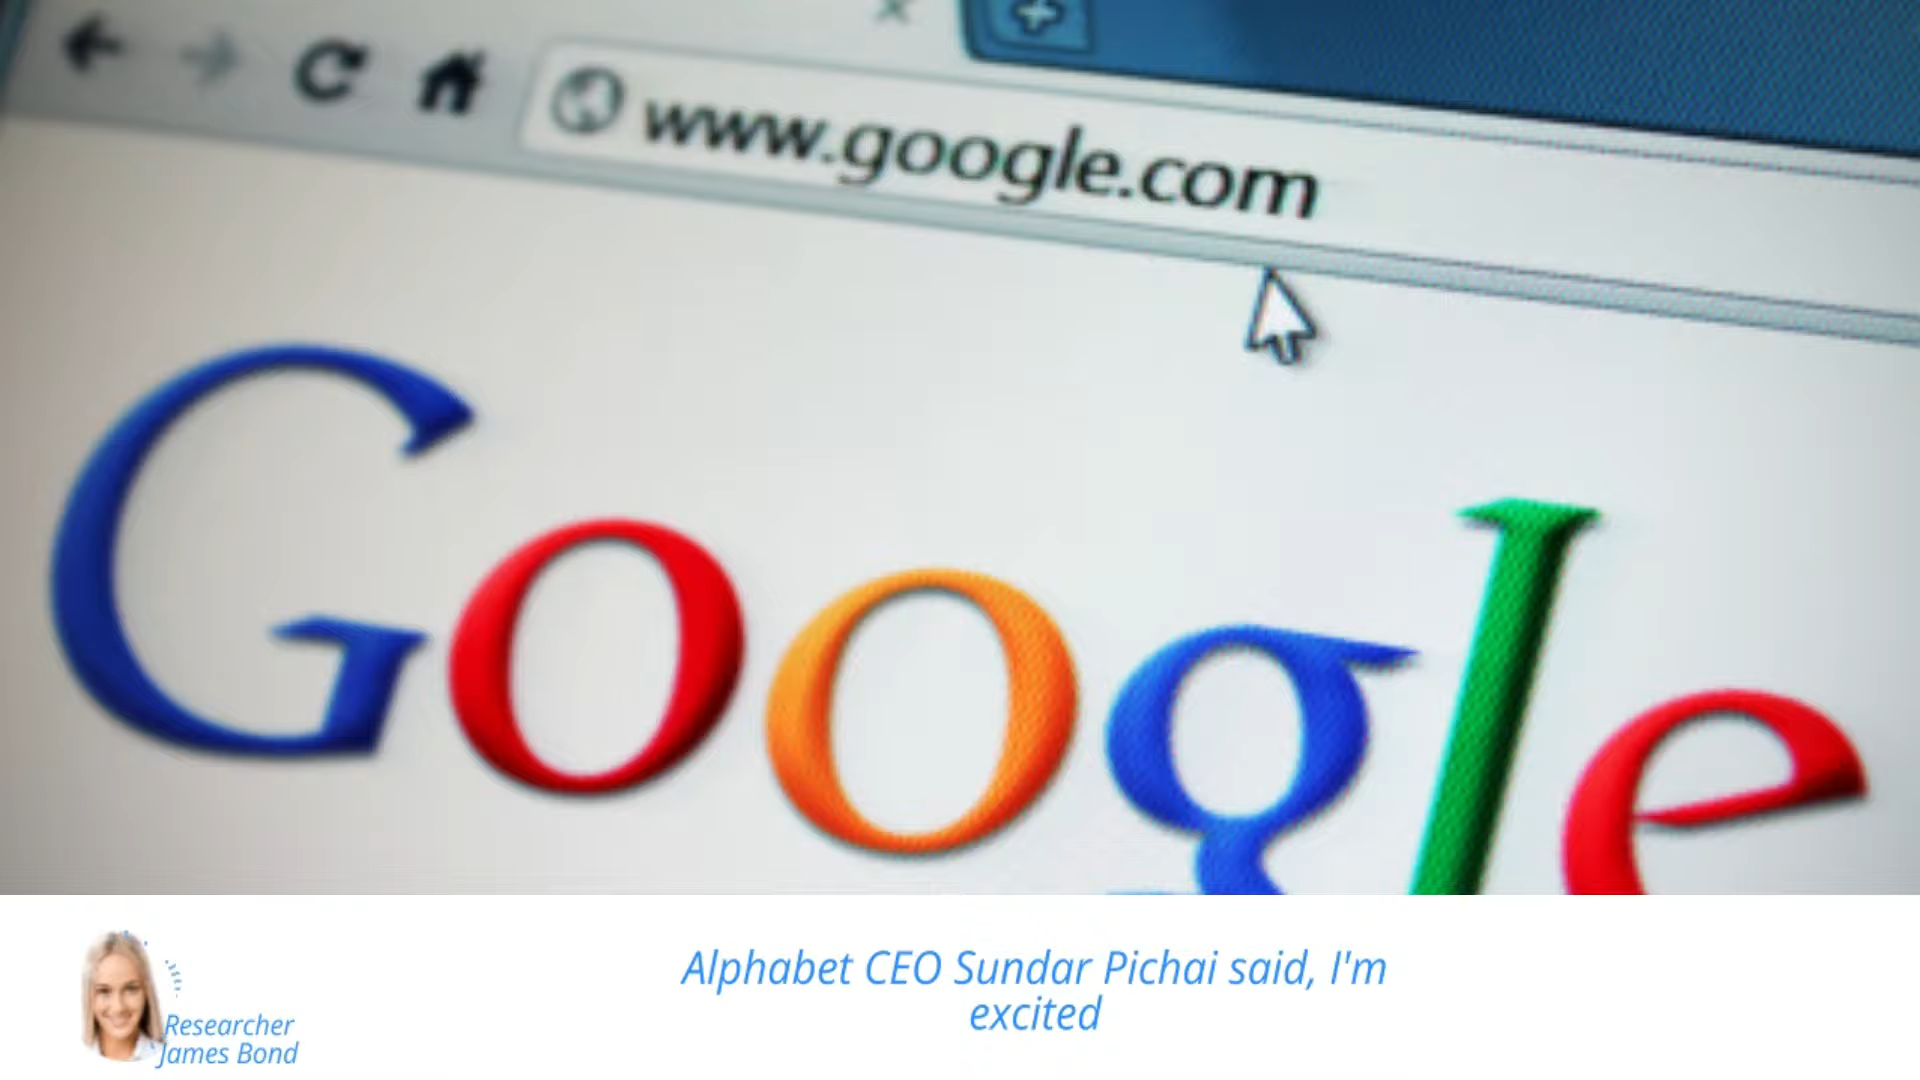 www.google.com
Google
Alphabet CEO Sundar Pichai said, I'm
excited
Researcher
James Bond